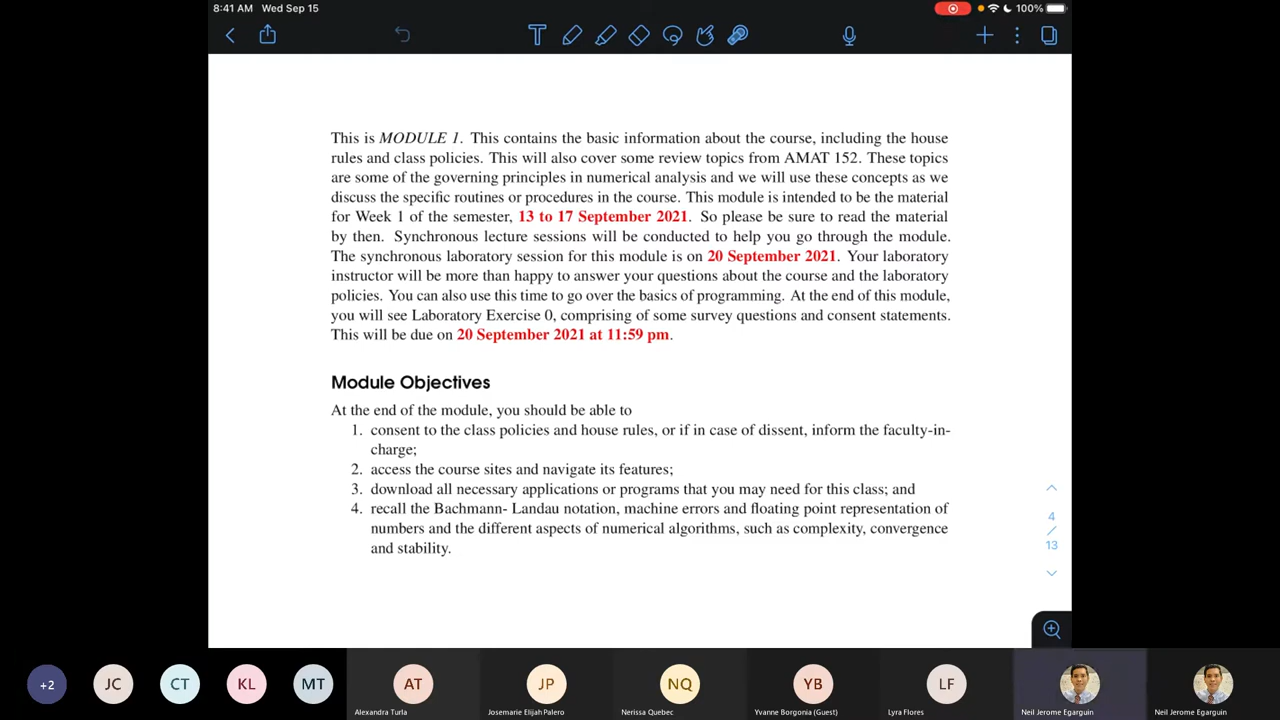 8:41 AM Wed Sep 15
100%
This is MODULE 1. This contains the basic information about the course, including the house
rules and class policies. This will also cover some review topics from AMAT 152. These topics
are some of the governing principles in numerical analysis and we will use these concepts as we
discuss the specific routines or procedures in the course. This module is intended to be the material
for Week 1 of the semester, 13 to 17 September 2021. So please be sure to read the material
by then. Synchronous lecture sessions will be conducted to help you go through the module.
The synchronous laboratory session for this module is on 20 September 2021. Your laboratory
instructor will be more than happy to answer your questions about the course and the laboratory
policies. You can also use this time to go over the basics of programming. At the end of this module,
you will see Laboratory Exercise 0, comprising of some survey questions and consent statements.
This will be due on 20 September 2021 at 11:59 pm.
Module Objectives
At the end of the module, you should be able to
1. consent to the class policies and house rules, or if in case of dissent, inform the faculty-in-
charge;
2. access the course sites and navigate its features;
3. download all necessary applications or programs that you may need for this class; and
4. recall the Bachmann- Landau notation, machine errors and floating point representation of
numbers and the different aspects of numerical algorithms, such as complexity, convergence
and stability.
4
/
13
+2 JC CT KL MT AT JP NQ YB LF
Alexandra Turla Josemarie Elijah Palero Nerissa Quebec Yvanne Borgonia (Guest) Lyra Flores Neil Jerome Egarguin Neil Jerome Egarguin